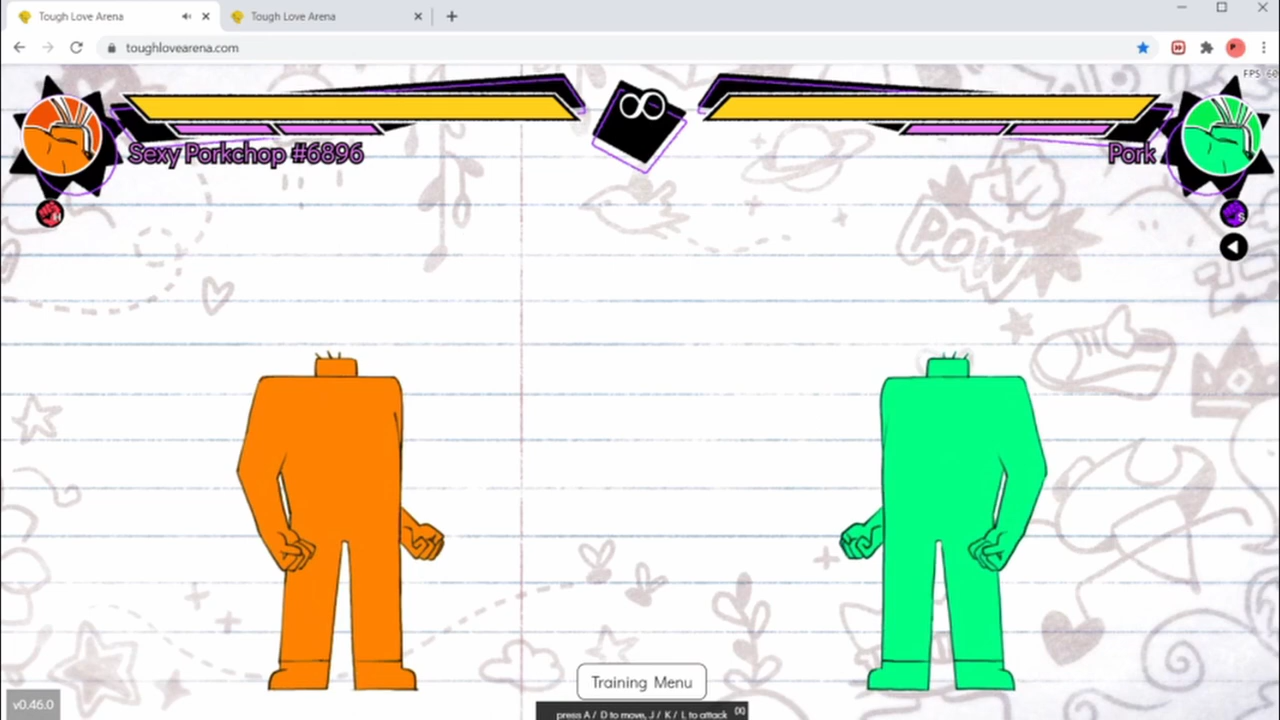 Tough Love Arena
Tough Love Arena
toughlovearena.com
FPS
∞
Sexy Porkchop #6896
Pork
POW
Training Menu
v0.46.0
press A / D to move, J / K / L to attack (X)